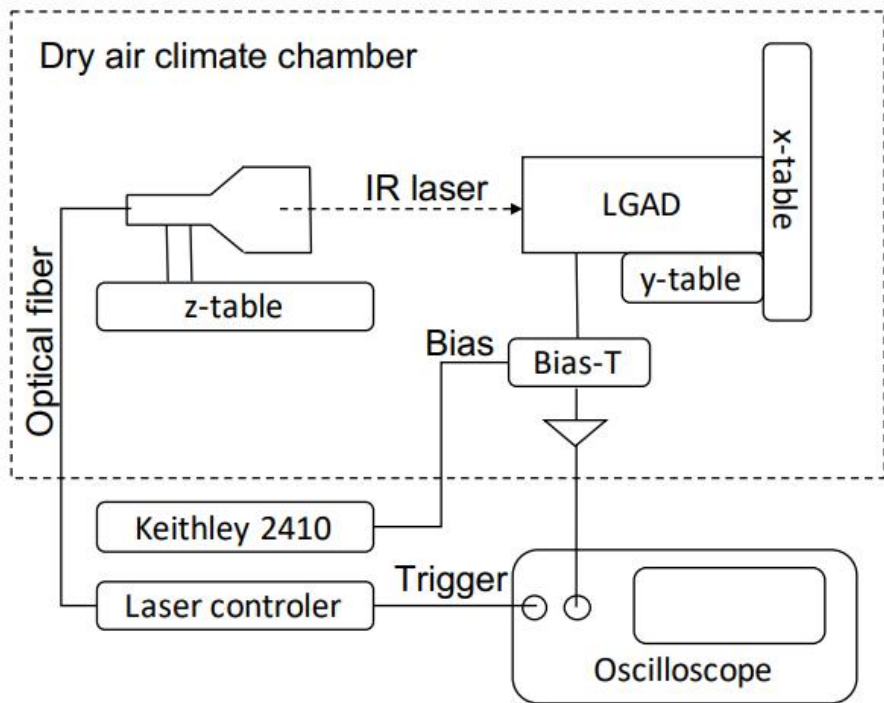 Dry air climate chamber
IR laser
LGAD
x-table
y-table
z-table
Optical fiber
Bias
Bias-T
Keithley 2410
Laser controler
Trigger
Oscilloscope